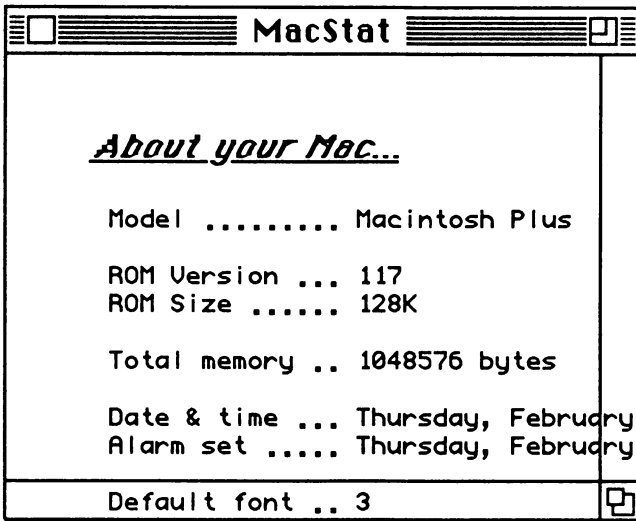 MacStat
About your Mac...
Model ......... Macintosh Plus
ROM Version ... 117
ROM Size ...... 128K
Total memory .. 1048576 bytes
Date & time ... Thursday, February
Alarm set ..... Thursday, February
Default font .. 3